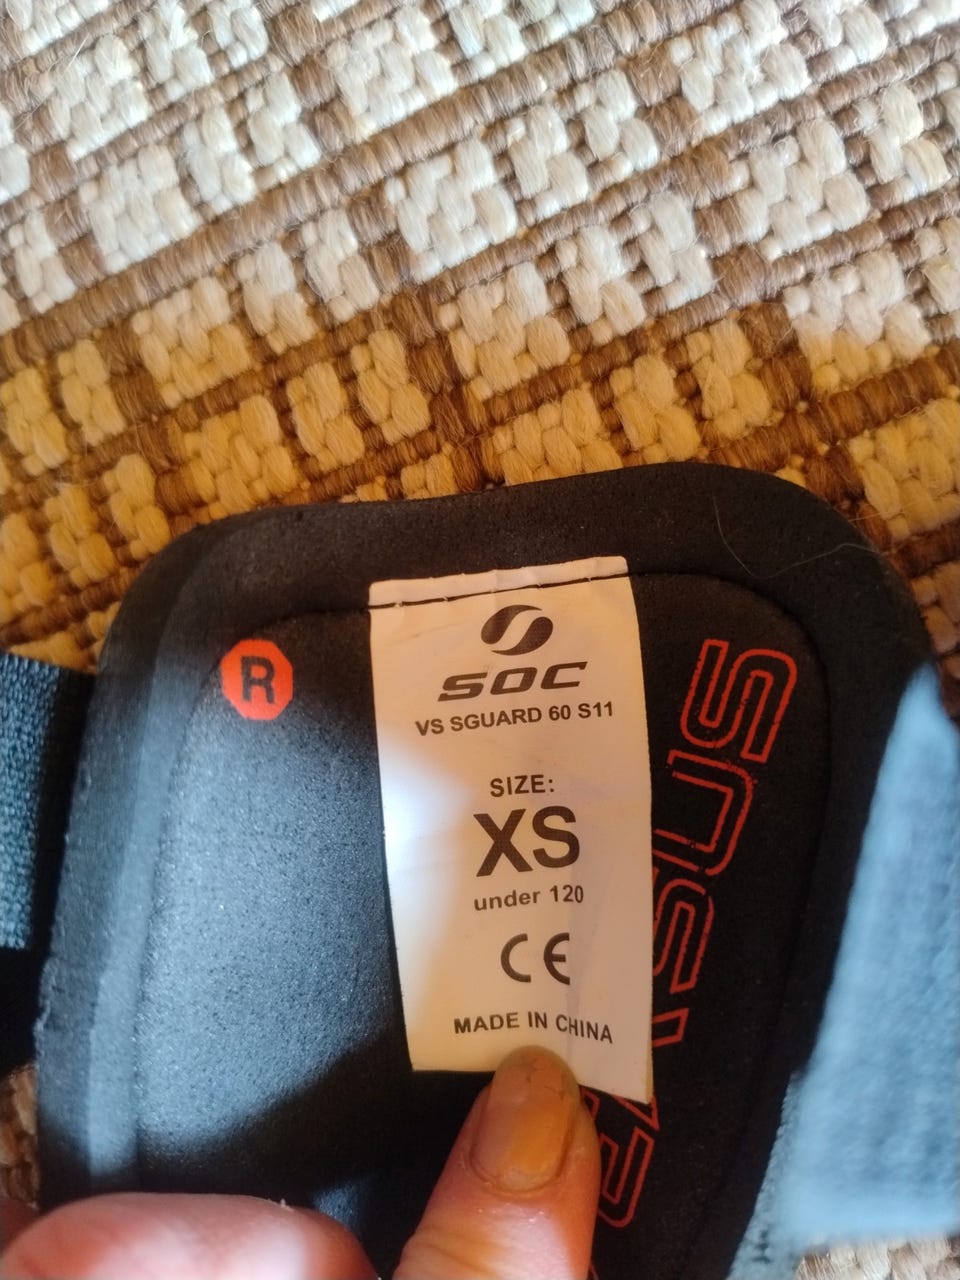 R
SOC
VS SGUARD 60 S11
SIZE:
XS
under 120
CE
MADE IN CHINA